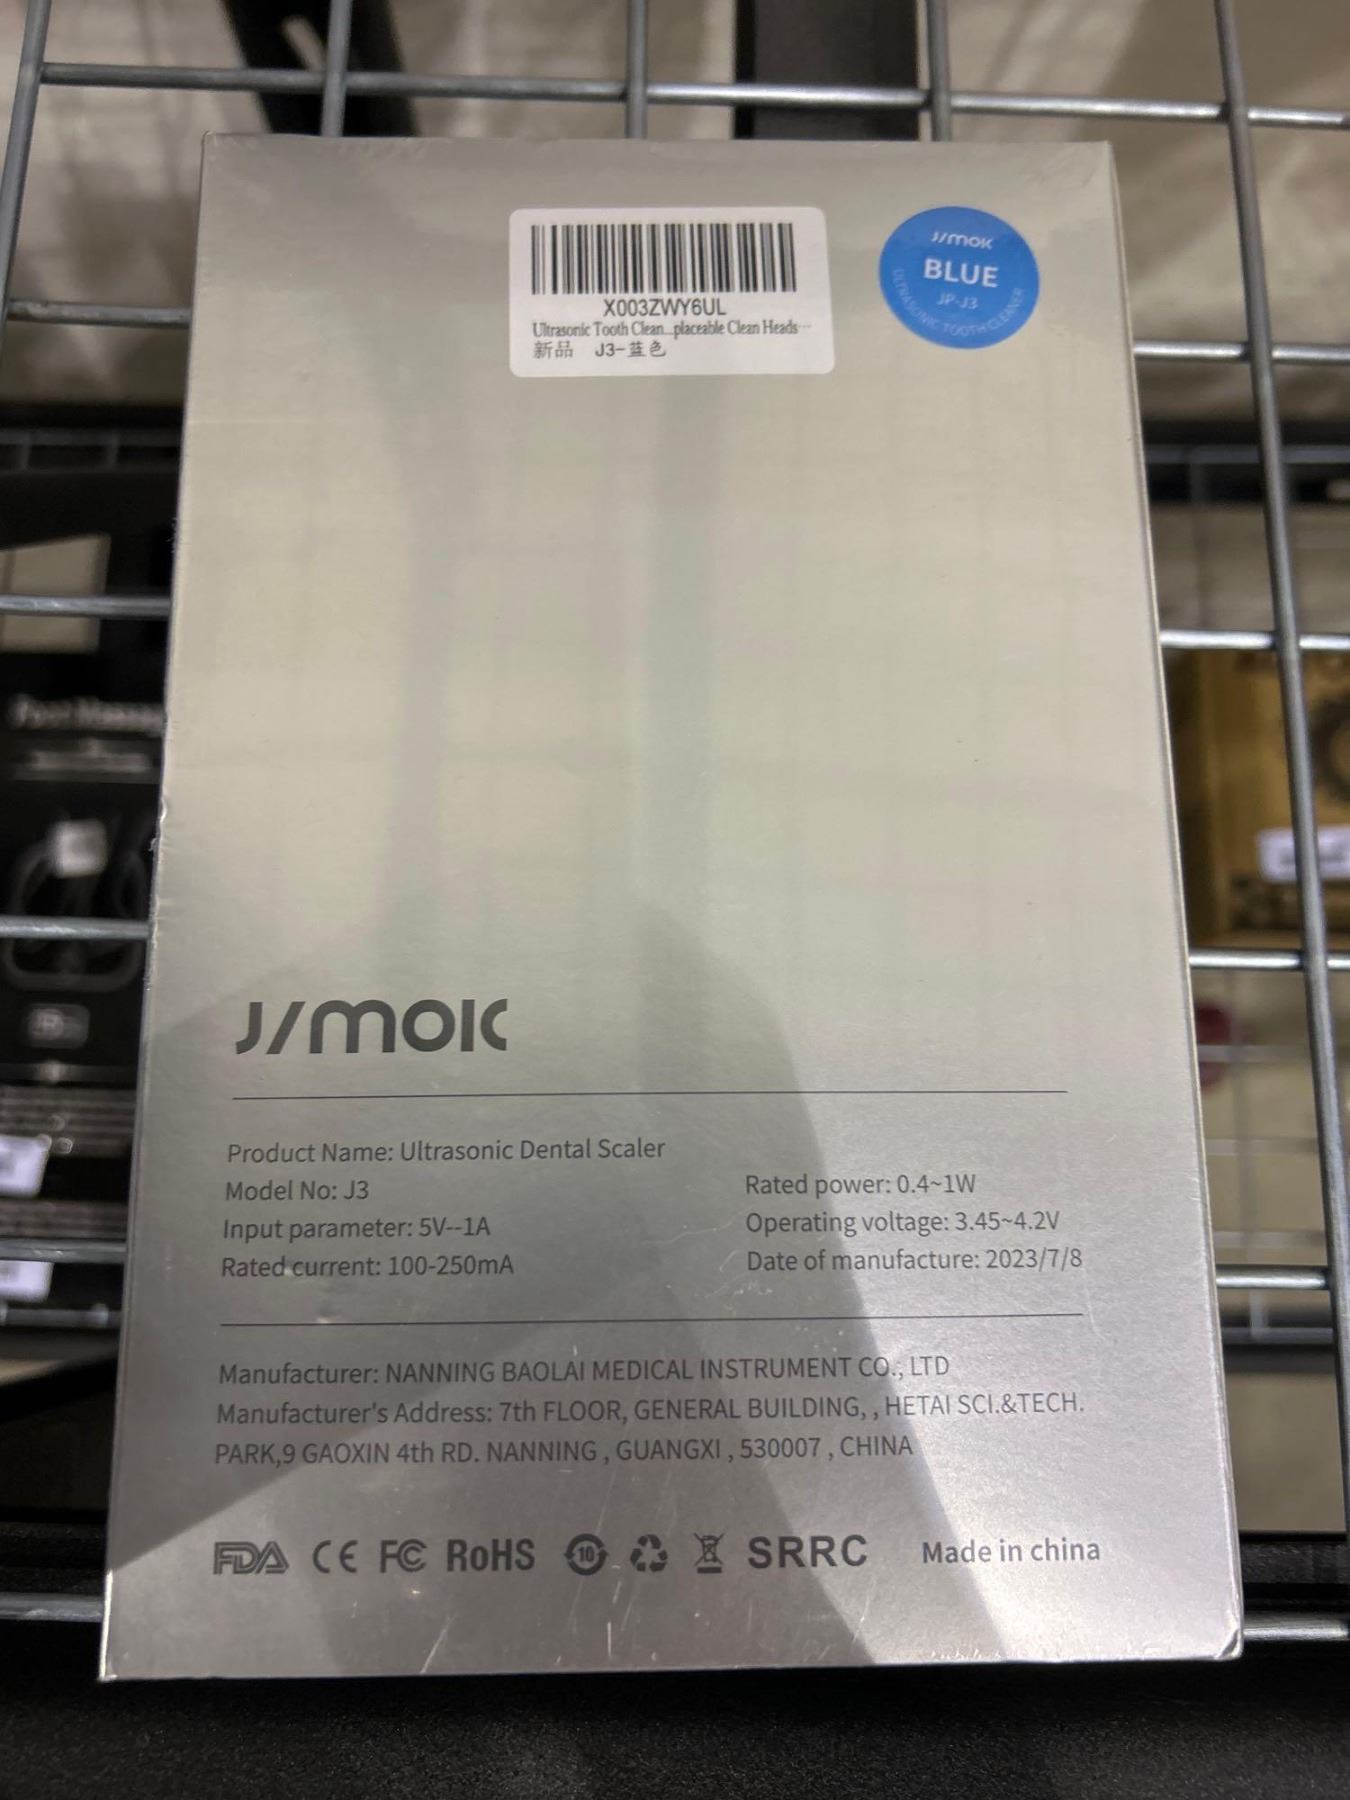 X003ZWY6UL
Ultrasonic Tooth Clean...placeable Clean Heads...
新品 J3-蓝色
J/MOK
BLUE
JP-J3
ULTRASONIC TOOTH CLEANER
J/MOK
Product Name: Ultrasonic Dental Scaler
Model No: J3
Input parameter: 5V--1A
Rated current: 100-250mA
Rated power: 0.4~1W
Operating voltage: 3.45~4.2V
Date of manufacture: 2023/7/8
Manufacturer: NANNING BAOLAI MEDICAL INSTRUMENT CO., LTD
Manufacturer's Address: 7th FLOOR, GENERAL BUILDING, , HETAI SCI.&TECH.
PARK,9 GAOXIN 4th RD. NANNING , GUANGXI , 530007 , CHINA
FDA CE FC RoHS 10 SRRC Made in china